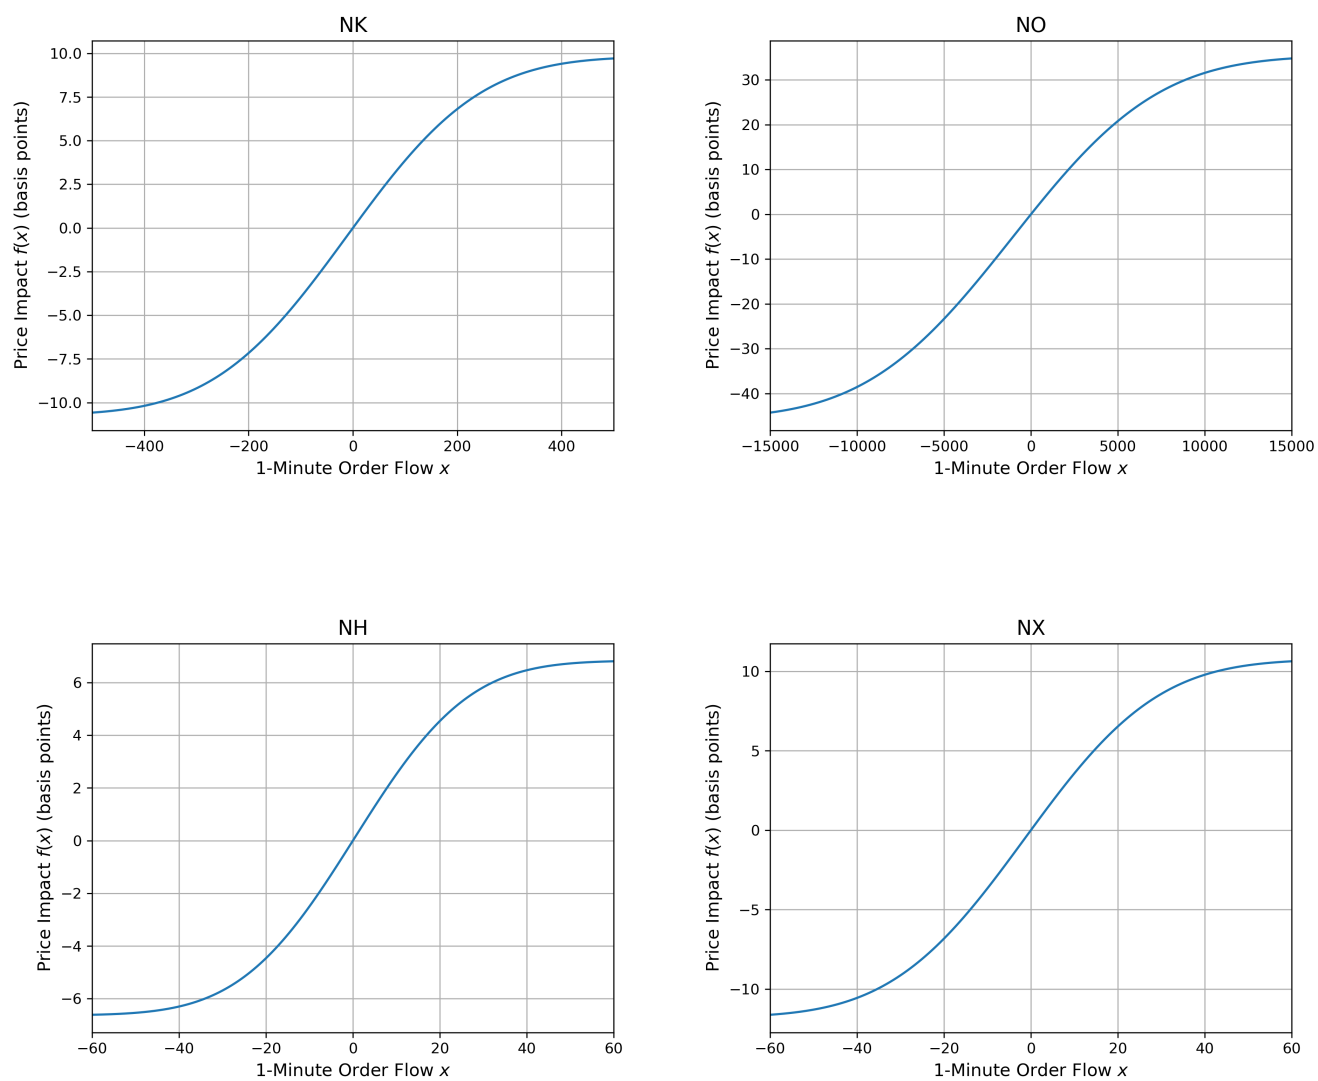 NK
10.0
7.5
5.0
2.5
0.0
−2.5
−5.0
−7.5
−10.0
Price Impact f(x) (basis points)
−400 −200 0 200 400
1-Minute Order Flow x
NO
30
20
10
0
−10
−20
−30
−40
Price Impact f(x) (basis points)
−15000 −10000 −5000 0 5000 10000 15000
1-Minute Order Flow x
NH
6
4
2
0
−2
−4
−6
Price Impact f(x) (basis points)
−60 −40 −20 0 20 40 60
1-Minute Order Flow x
NX
10
5
0
−5
−10
Price Impact f(x) (basis points)
−60 −40 −20 0 20 40 60
1-Minute Order Flow x